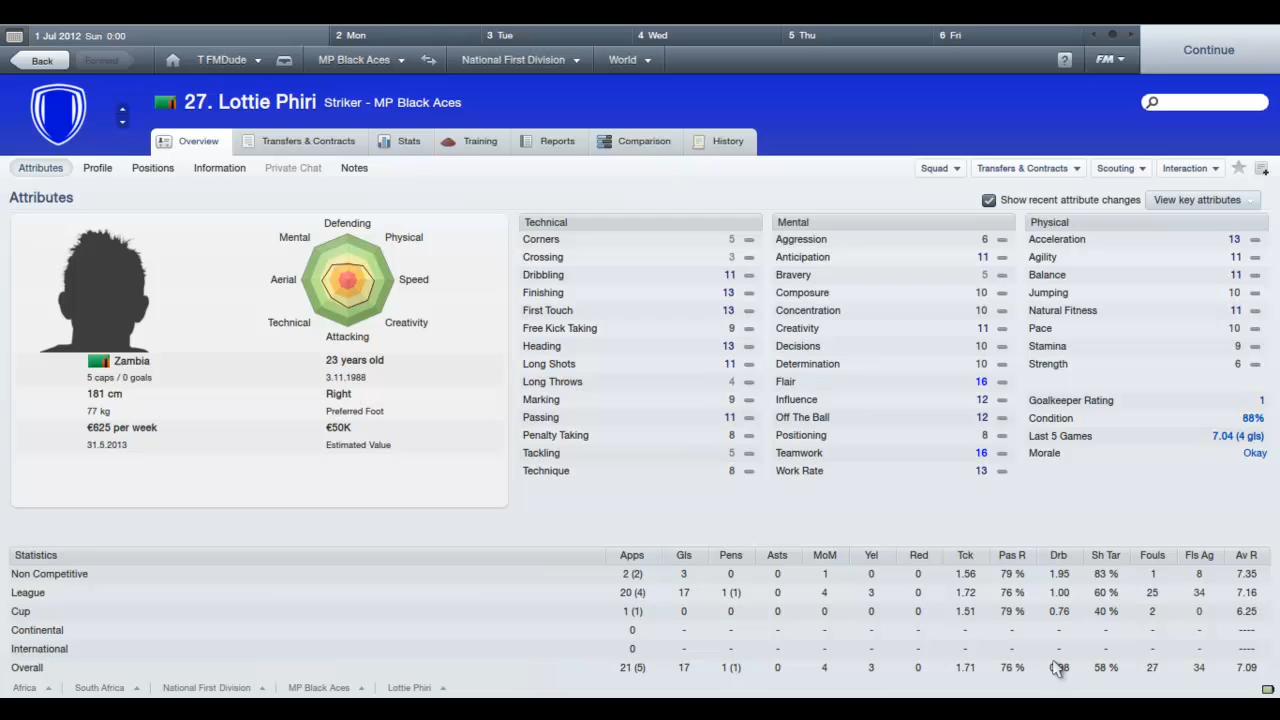 1 Jul 2012 Sun 0:00 2 Mon 3 Tue 4 Wed 5 Thu 6 Fri Continue
Back Forward T FMDude MP Black Aces National First Division World ? FM
27. Lottie Phiri Striker - MP Black Aces
Overview Transfers & Contracts Stats Training Reports Comparison History
Attributes Profile Positions Information Private Chat Notes Squad Transfers & Contracts Scouting Interaction
Attributes Show recent attribute changes View key attributes
Defending
Mental Physical
Aerial Speed
Technical Creativity
Attacking
Zambia 23 years old
5 caps / 0 goals 3.11.1988
181 cm Right
77 kg Preferred Foot
€625 per week €50K
31.5.2013 Estimated Value
Technical
Corners 5
Crossing 3
Dribbling 11
Finishing 13
First Touch 13
Free Kick Taking 9
Heading 13
Long Shots 11
Long Throws 4
Marking 9
Passing 11
Penalty Taking 8
Tackling 5
Technique 8
Mental
Aggression 6
Anticipation 11
Bravery 5
Composure 10
Concentration 10
Creativity 11
Decisions 10
Determination 10
Flair 16
Influence 12
Off The Ball 12
Positioning 8
Teamwork 16
Work Rate 13
Physical
Acceleration 13
Agility 11
Balance 11
Jumping 10
Natural Fitness 11
Pace 10
Stamina 9
Strength 6
Goalkeeper Rating 1
Condition 88%
Last 5 Games 7.04 (4 gls)
Morale Okay
Statistics Apps Gls Pens Asts MoM Yel Red Tck Pas R Drb Sh Tar Fouls Fls Ag Av R
Non Competitive 2 (2) 3 0 0 1 0 0 1.56 79 % 1.95 83 % 1 8 7.35
League 20 (4) 17 1 (1) 0 4 3 0 1.72 76 % 1.00 60 % 25 34 7.16
Cup 1 (1) 0 0 0 0 0 0 1.51 79 % 0.76 40 % 2 0 6.25
Continental 0 - - - - - - - - - - - - ----
International 0 - - - - - - - - - - - - ----
Overall 21 (5) 17 1 (1) 0 4 3 0 1.71 76 % 58 % 27 34 7.09
Africa South Africa National First Division MP Black Aces Lottie Phiri